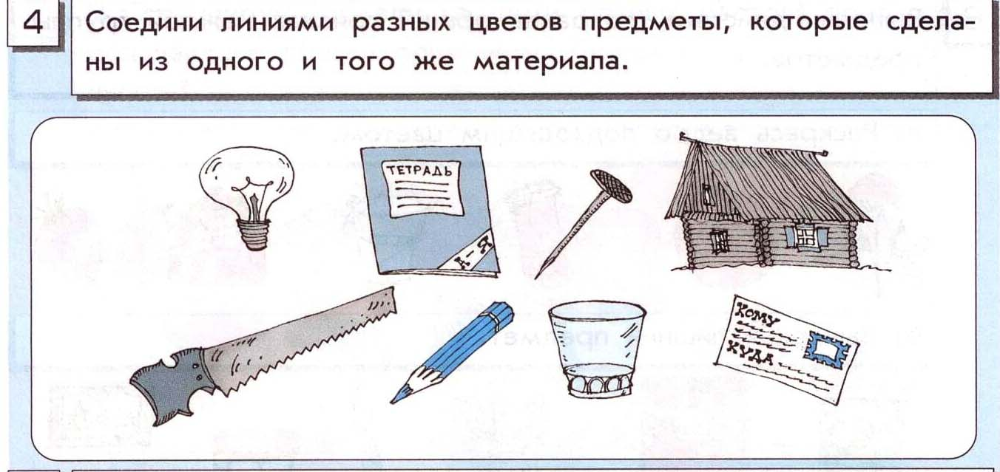 4
Соедини линиями разных цветов предметы, которые сдела-
ны из одного и того же материала.
ТЕТРАДЬ
А-Я
КОМУ
КУДА